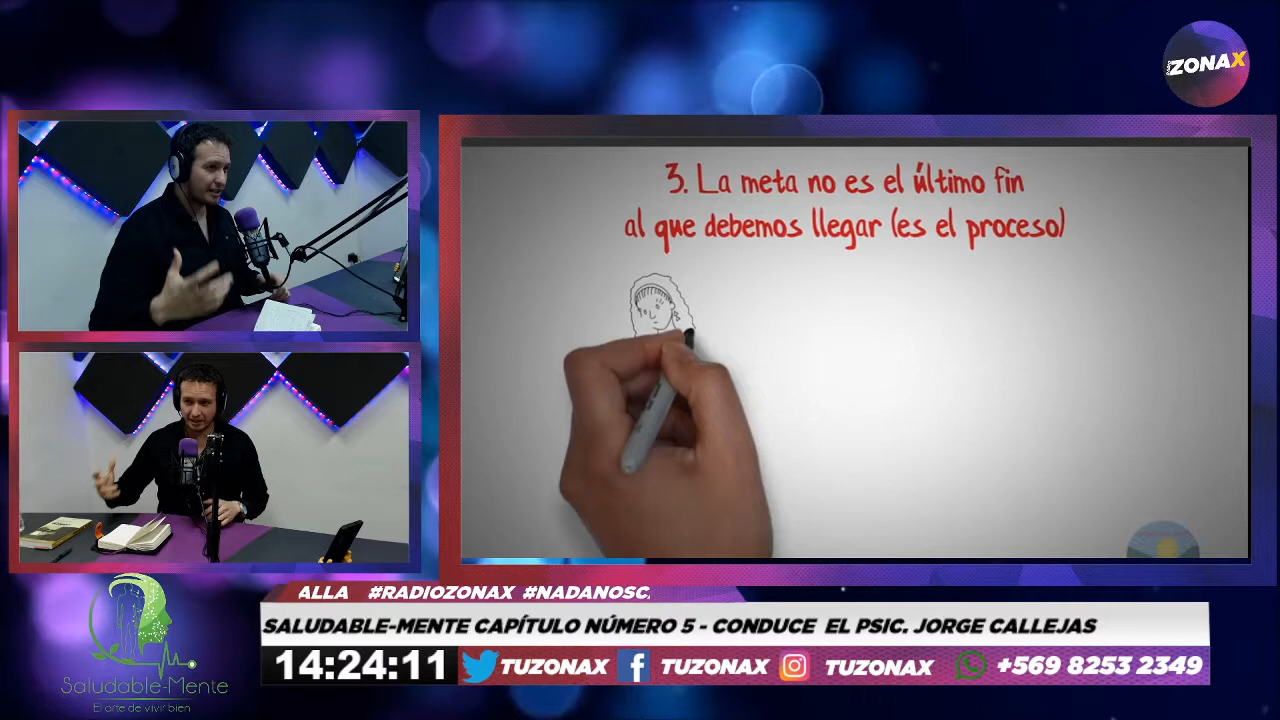 ZONAX
3. La meta no es el último fin
al que debemos llegar (es el proceso)
ALLA #RADIOZONAX #NADANOSC
SALUDABLE-MENTE CAPÍTULO NÚMERO 5 - CONDUCE EL PSIC. JORGE CALLEJAS
14:24:11 TUZONAX TUZONAX TUZONAX +569 8253 2349
Saludable-Mente
El arte de vivir bien